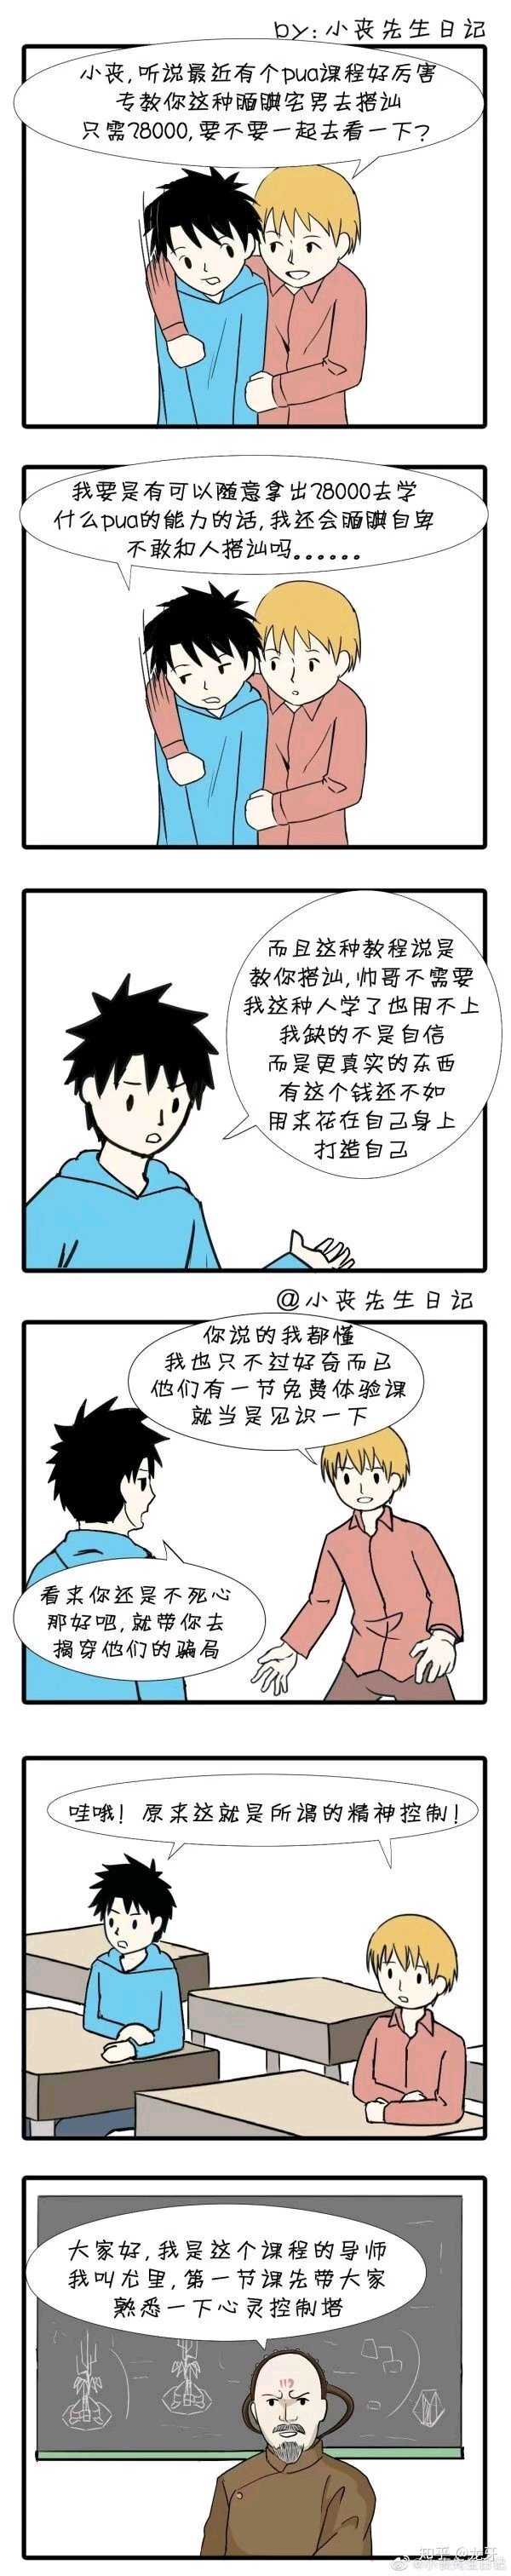 by:小丧先生日记
小丧,听说最近有个pua课程好厉害
专教你这种腼腆宅男去搭讪
只需28000,要不要一起去看一下?
我要是有可以随意拿出28000去学
什么pua的能力的话,我还会腼腆自卑
不敢和人搭讪吗......
而且这种教程说是
教你搭讪,帅哥不需要
我这种人学了也用不上
我缺的不是自信
而是更真实的东西
有这个钱还不如
用来花在自己身上
打造自己
@小丧先生日记
你说的我都懂
我也只不过好奇而已
他们有一节免费体验课
就当是见识一下
看来你还是不死心
那好吧,就带你去
揭穿他们的骗局
哇哦! 原来这就是所谓的精神控制!
大家好,我是这个课程的导师
我叫尤里,第一节课先带大家
熟悉一下心灵控制塔
知乎 @龙牙
@小丧先生日记